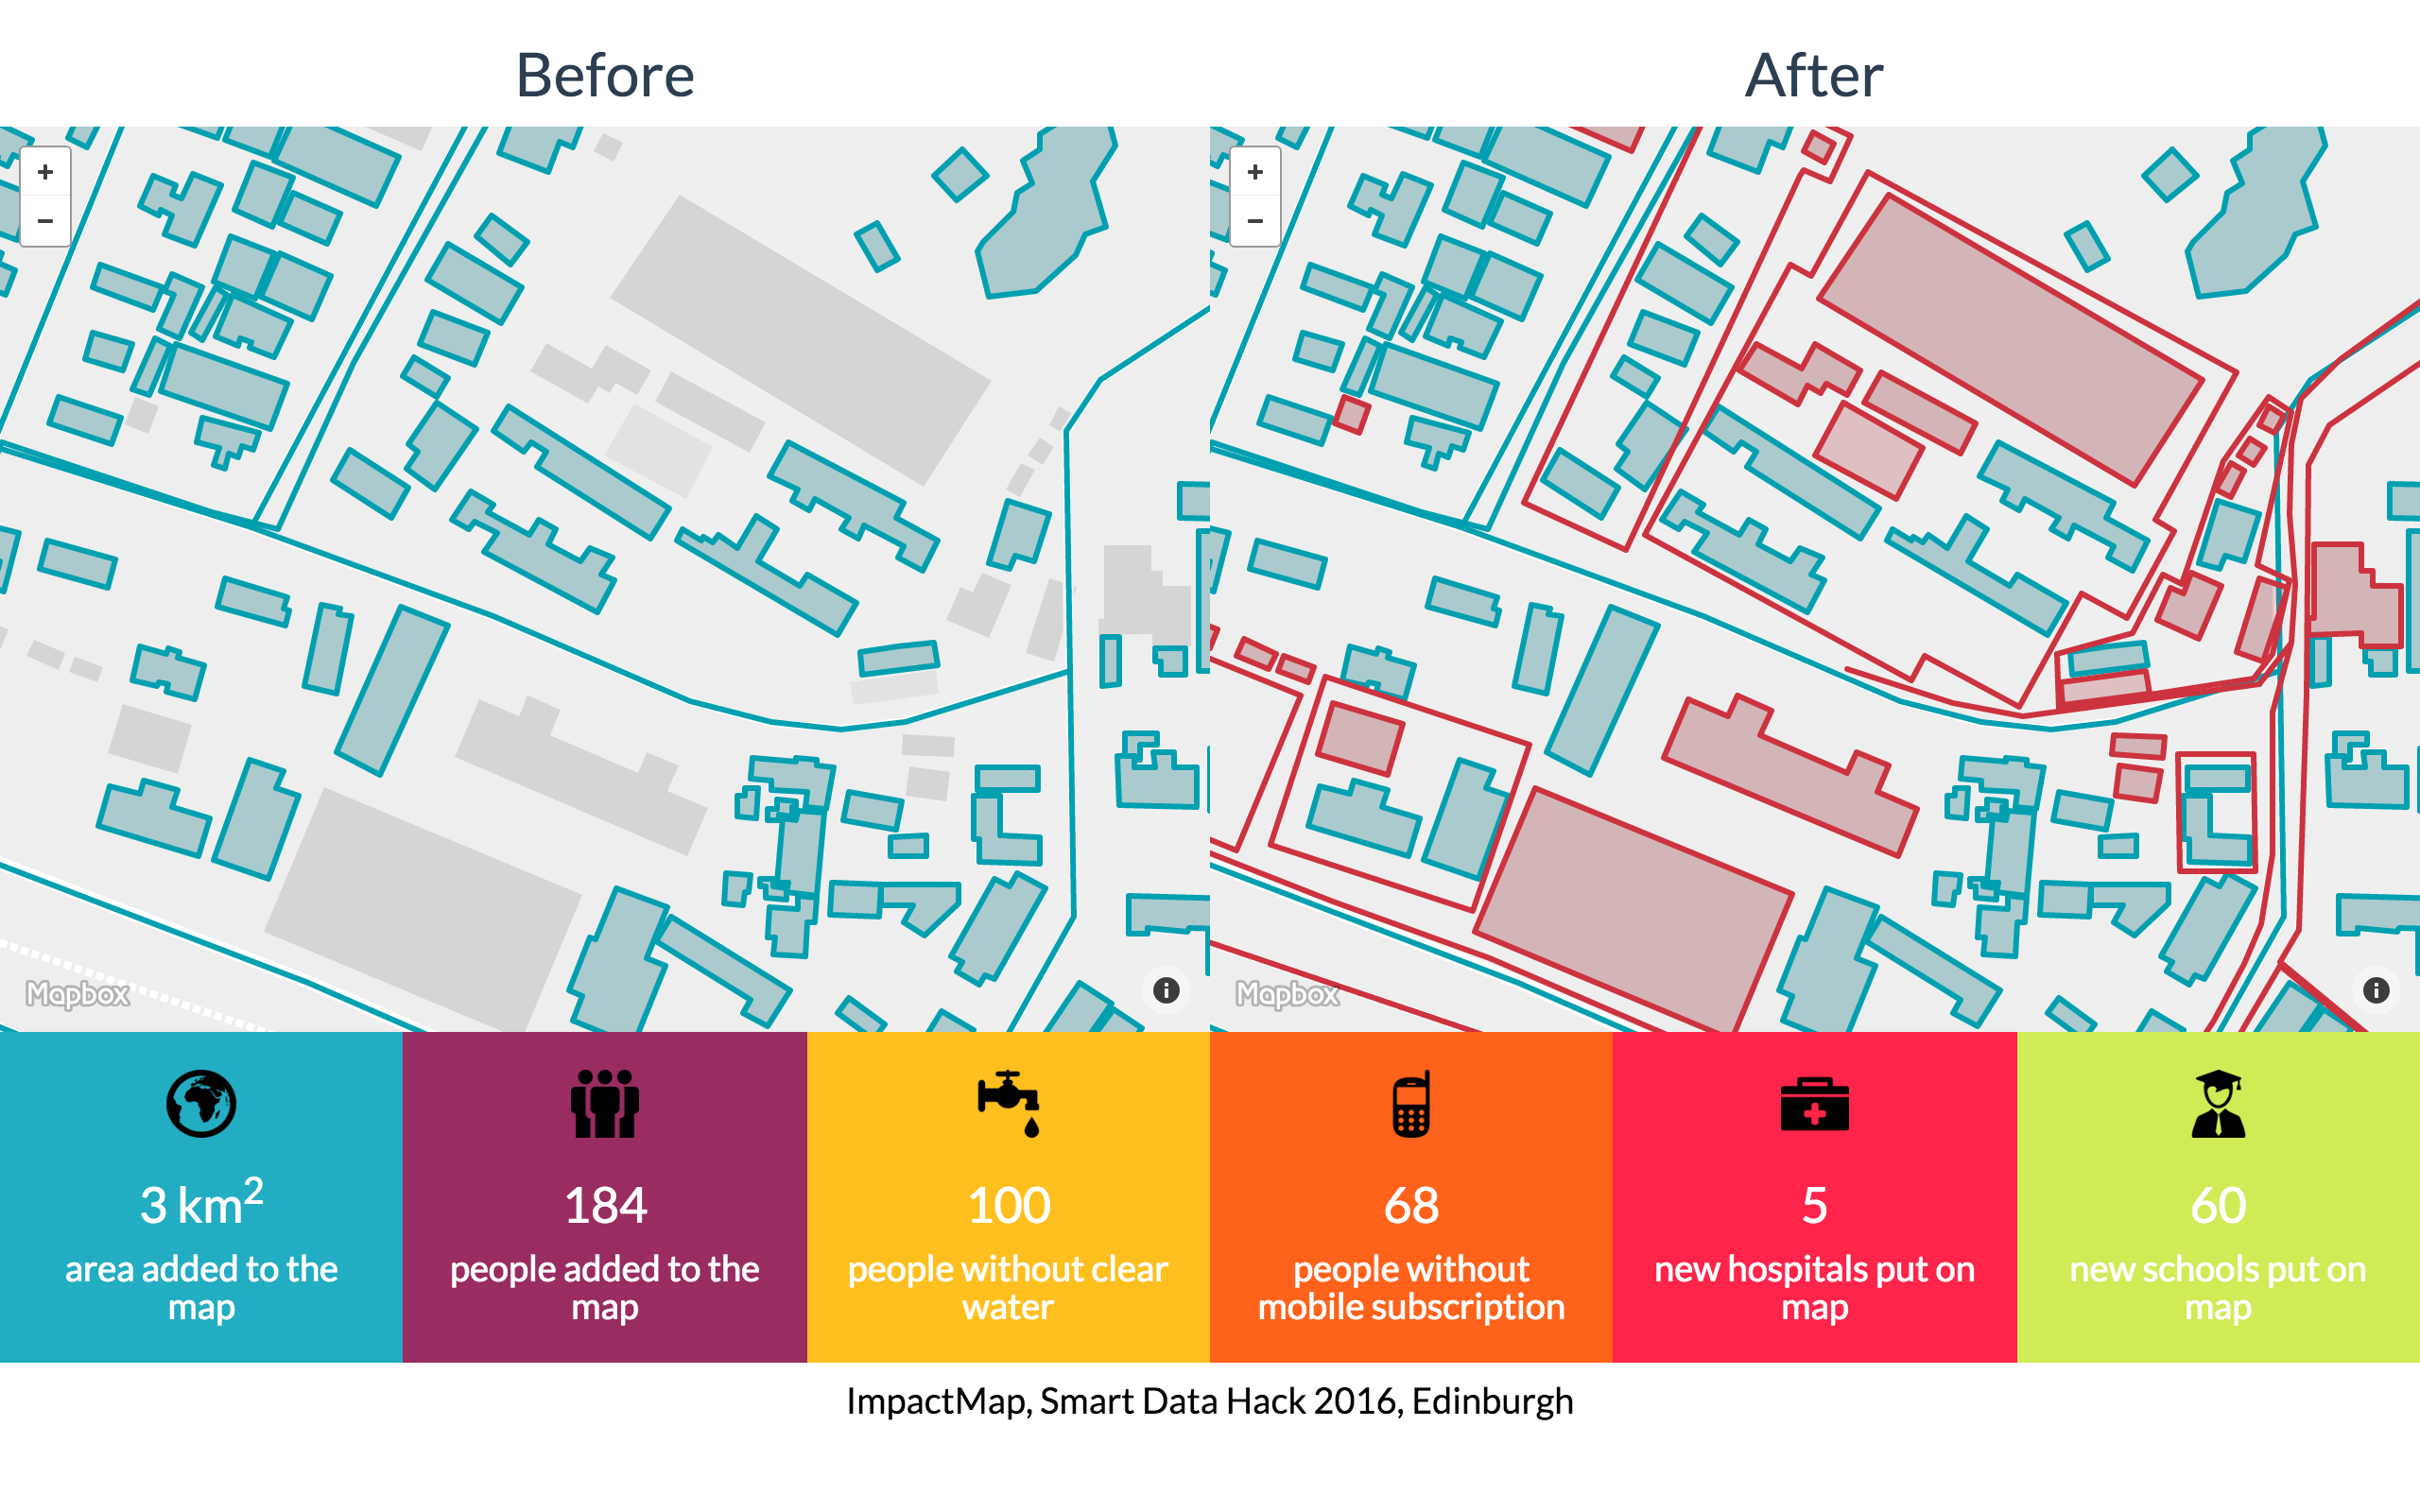 Before
After
+
−
+
−
Mapbox
i
Mapbox
i
3 km²
area added to the
map
184
people added to the
map
100
people without clear
water
68
people without
mobile subscription
5
new hospitals put on
map
60
new schools put on
map
ImpactMap, Smart Data Hack 2016, Edinburgh